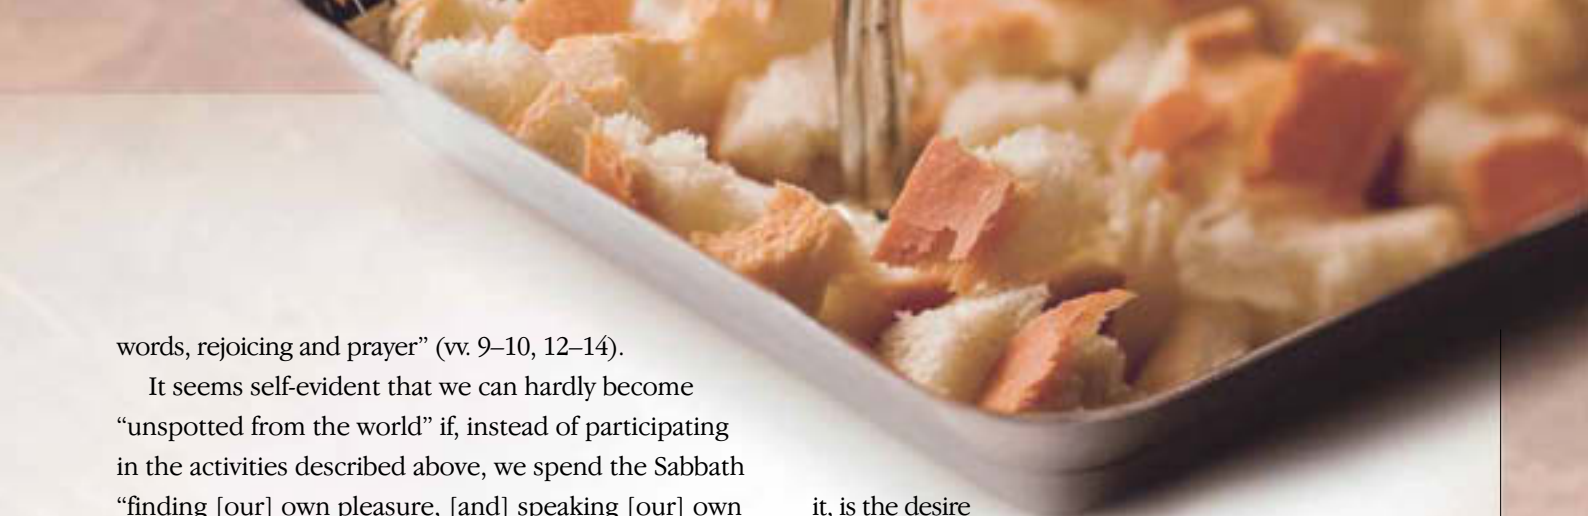 words, rejoicing and prayer” (vv. 9–10, 12–14).
It seems self-evident that we can hardly become
“unspotted from the world” if, instead of participating
in the activities described above, we spend the Sabbath
“finding [our] own pleasure, [and] speaking [our] own
it, is the desire